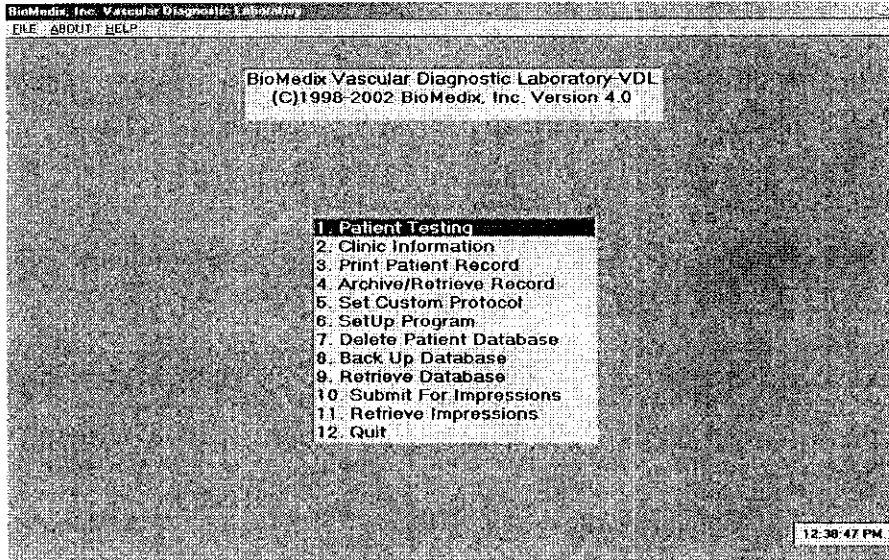 BioMedix, Inc. Vascular Diagnostic Laboratory
FILE ABOUT HELP
BioMedix Vascular Diagnostic Laboratory-VDL
(C)1998-2002 BioMedix, Inc. Version 4.0
1. Patient Testing
2. Clinic Information
3. Print Patient Record
4. Archive/Retrieve Record
5. Set Custom Protocol
6. SetUp Program
7. Delete Patient Database
8. Back Up Database
9. Retrieve Database
10. Submit For Impressions
11. Retrieve Impressions
12. Quit
12:38:47 PM